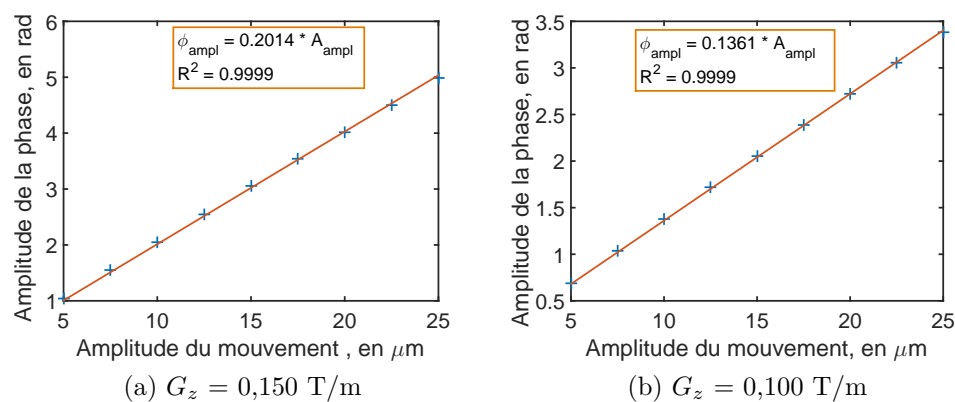 6
5
4
3
2
1
Amplitude de la phase, en rad
ϕ_ampl = 0.2014 * A_ampl
R² = 0.9999
5 10 15 20 25
Amplitude du mouvement , en μm
(a) G_z = 0,150 T/m
3.5
3
2.5
2
1.5
1
0.5
Amplitude de la phase, en rad
ϕ_ampl = 0.1361 * A_ampl
R² = 0.9999
5 10 15 20 25
Amplitude du mouvement, en μm
(b) G_z = 0,100 T/m